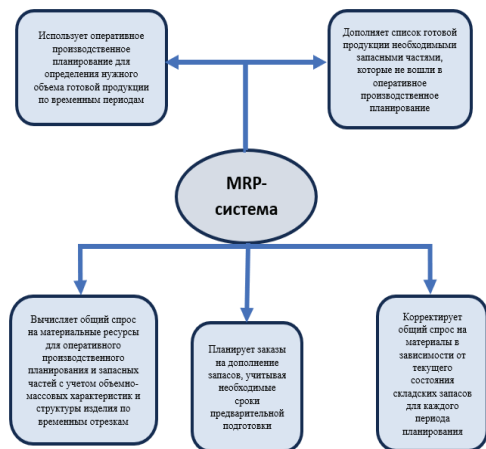 Использует оперативное
производственное
планирование для
определения нужного
объема готовой продукции
по временным периодам
Дополняет список готовой
продукции необходимыми
запасными частями,
которые не вошли в
оперативное
производственное
планирование
MRP-
система
Вычисляет общий спрос
на материальные ресурсы
для оперативного
производственного
планирования и запасных
частей с учетом объемно-
массовых характеристик и
структуры изделия по
временным отрезкам
Планирует заказы
на дополнение
запасов, учитывая
необходимые
сроки
предварительной
подготовки
Корректирует
общий спрос на
материалы в
зависимости от
текущего
состояния
складских запасов
для каждого
периода
планирования